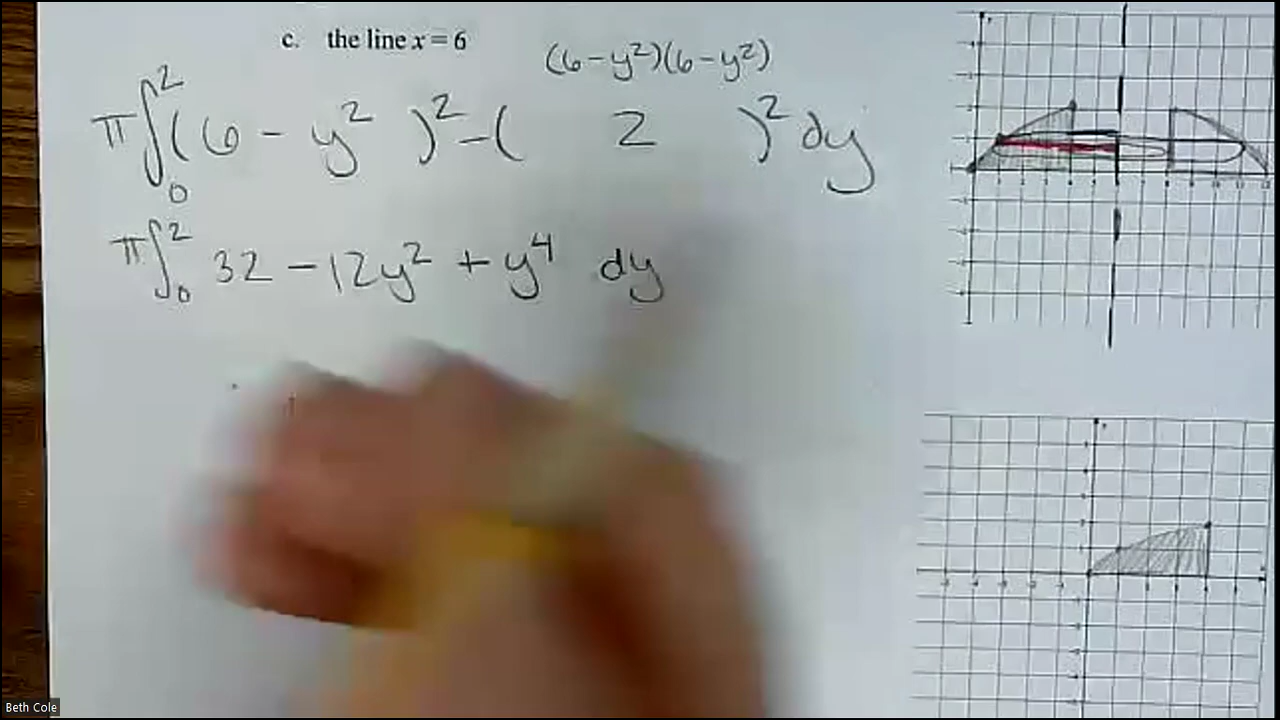 c. the line x = 6
(6-y²)(6-y²)
π∫₀² (6 - y²)² - ( 2 )² dy
π∫₀² 32 - 12y² + y⁴ dy
Beth Cole